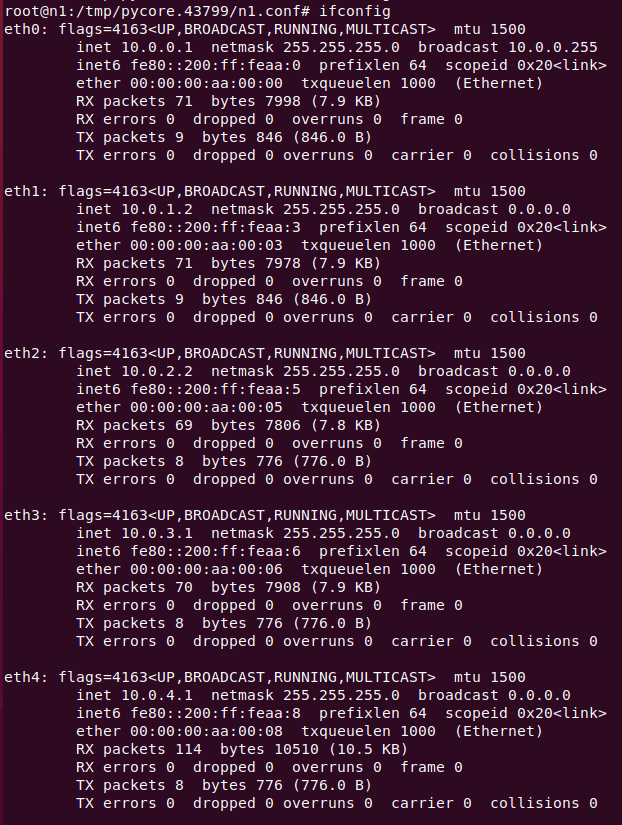 root@n1:/tmp/pycore.43799/n1.conf# ifconfig
eth0: flags=4163<UP,BROADCAST,RUNNING,MULTICAST>  mtu 1500
        inet 10.0.0.1  netmask 255.255.255.0  broadcast 10.0.0.255
        inet6 fe80::200:ff:feaa:0  prefixlen 64  scopeid 0x20<link>
        ether 00:00:00:aa:00:00  txqueuelen 1000  (Ethernet)
        RX packets 71  bytes 7998 (7.9 KB)
        RX errors 0  dropped 0  overruns 0  frame 0
        TX packets 9  bytes 846 (846.0 B)
        TX errors 0  dropped 0 overruns 0  carrier 0  collisions 0

eth1: flags=4163<UP,BROADCAST,RUNNING,MULTICAST>  mtu 1500
        inet 10.0.1.2  netmask 255.255.255.0  broadcast 0.0.0.0
        inet6 fe80::200:ff:feaa:3  prefixlen 64  scopeid 0x20<link>
        ether 00:00:00:aa:00:03  txqueuelen 1000  (Ethernet)
        RX packets 71  bytes 7978 (7.9 KB)
        RX errors 0  dropped 0  overruns 0  frame 0
        TX packets 9  bytes 846 (846.0 B)
        TX errors 0  dropped 0 overruns 0  carrier 0  collisions 0

eth2: flags=4163<UP,BROADCAST,RUNNING,MULTICAST>  mtu 1500
        inet 10.0.2.2  netmask 255.255.255.0  broadcast 0.0.0.0
        inet6 fe80::200:ff:feaa:5  prefixlen 64  scopeid 0x20<link>
        ether 00:00:00:aa:00:05  txqueuelen 1000  (Ethernet)
        RX packets 69  bytes 7806 (7.8 KB)
        RX errors 0  dropped 0  overruns 0  frame 0
        TX packets 8  bytes 776 (776.0 B)
        TX errors 0  dropped 0 overruns 0  carrier 0  collisions 0

eth3: flags=4163<UP,BROADCAST,RUNNING,MULTICAST>  mtu 1500
        inet 10.0.3.1  netmask 255.255.255.0  broadcast 0.0.0.0
        inet6 fe80::200:ff:feaa:6  prefixlen 64  scopeid 0x20<link>
        ether 00:00:00:aa:00:06  txqueuelen 1000  (Ethernet)
        RX packets 70  bytes 7908 (7.9 KB)
        RX errors 0  dropped 0  overruns 0  frame 0
        TX packets 8  bytes 776 (776.0 B)
        TX errors 0  dropped 0 overruns 0  carrier 0  collisions 0

eth4: flags=4163<UP,BROADCAST,RUNNING,MULTICAST>  mtu 1500
        inet 10.0.4.1  netmask 255.255.255.0  broadcast 0.0.0.0
        inet6 fe80::200:ff:feaa:8  prefixlen 64  scopeid 0x20<link>
        ether 00:00:00:aa:00:08  txqueuelen 1000  (Ethernet)
        RX packets 114  bytes 10510 (10.5 KB)
        RX errors 0  dropped 0  overruns 0  frame 0
        TX packets 8  bytes 776 (776.0 B)
        TX errors 0  dropped 0 overruns 0  carrier 0  collisions 0